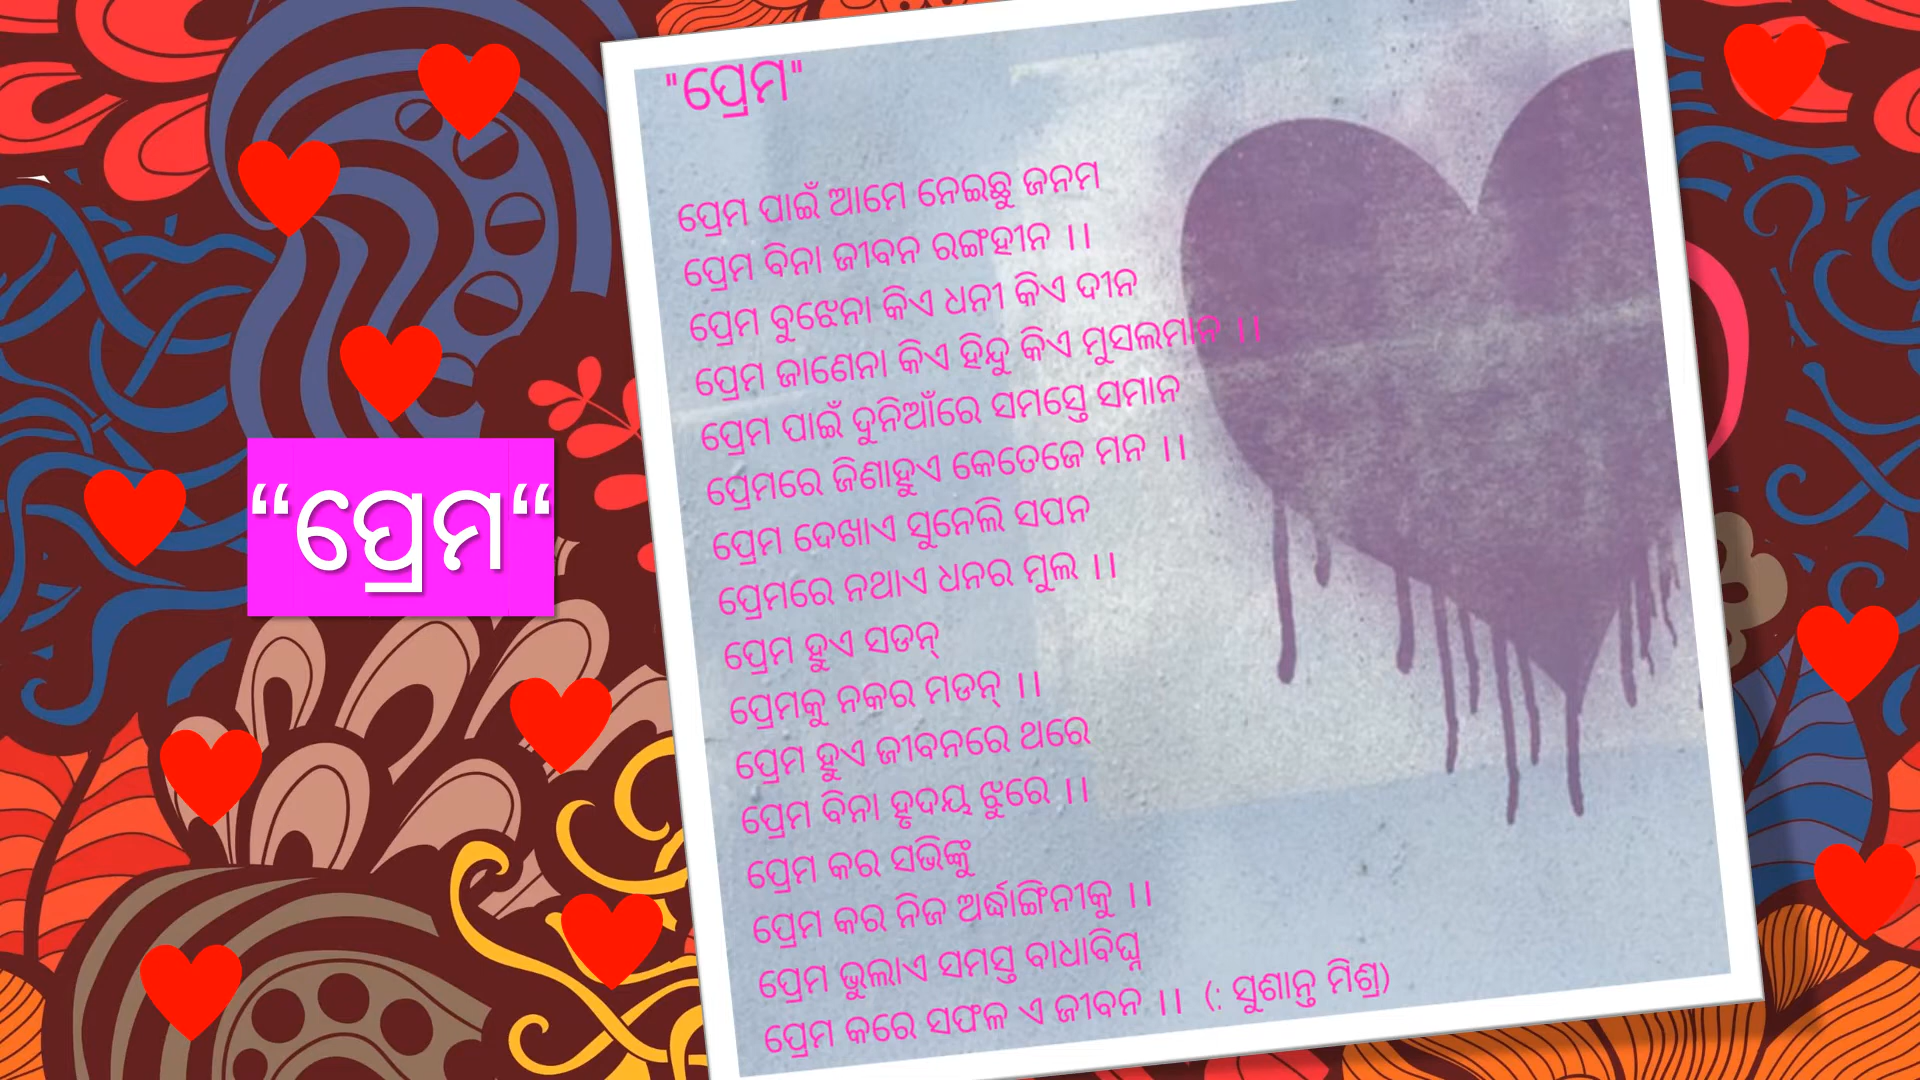 “ପ୍ରେମ“
"ପ୍ରେମ"
ପ୍ରେମ ପାଇଁ ଆମେ ନେଇଛୁ ଜନମ
ପ୍ରେମ ବିନା ଜୀବନ ରଙ୍ଗହୀନ ।।
ପ୍ରେମ ବୁଝେନା କିଏ ଧନୀ କିଏ ଦୀନ
ପ୍ରେମ ଜାଣେନା କିଏ ହିନ୍ଦୁ କିଏ ମୁସଲମାନ ।।
ପ୍ରେମ ପାଇଁ ଦୁନିଆଁରେ ସମସ୍ତେ ସମାନ
ପ୍ରେମରେ ଜିଣାହୁଏ କେତେଜେ ମନ ।।
ପ୍ରେମ ଦେଖାଏ ସୁନେଲି ସପନ
ପ୍ରେମରେ ନଥାଏ ଧନର ମୁଲ ।।
ପ୍ରେମ ହୁଏ ସଡନ୍
ପ୍ରେମକୁ ନକର ମଡନ୍ ।।
ପ୍ରେମ ହୁଏ ଜୀବନରେ ଥରେ
ପ୍ରେମ ବିନା ହୃଦୟ ଝୁରେ ।।
ପ୍ରେମ କର ସଭିଙ୍କୁ
ପ୍ରେମ କର ନିଜ ଅର୍ଦ୍ଧାଙ୍ଗିନୀକୁ ।।
ପ୍ରେମ ଭୁଲାଏ ସମସ୍ତ ବାଧାବିଘ୍ନ
ପ୍ରେମ କରେ ସଫଳ ଏ ଜୀବନ ।। (: ସୁଶାନ୍ତ ମିଶ୍ର)